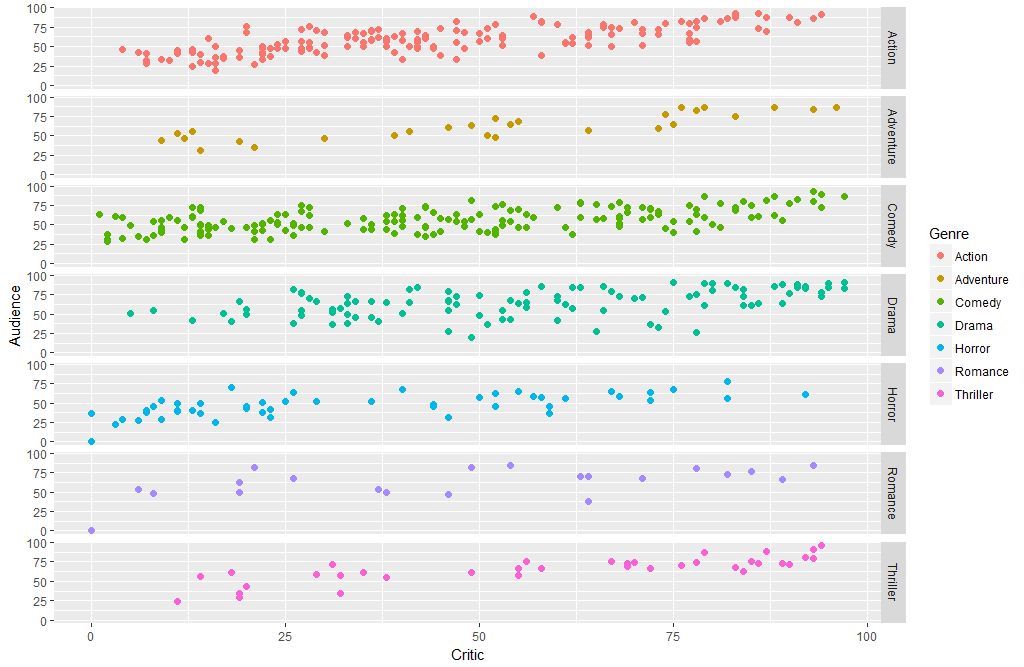 Audience
100
75
50
25
0
Action
100
75
50
25
0
Adventure
100
75
50
25
0
Comedy
100
75
50
25
0
Drama
100
75
50
25
0
Horror
100
75
50
25
0
Romance
100
75
50
25
0
Thriller
0 25 50 75 100
Critic
Genre
Action
Adventure
Comedy
Drama
Horror
Romance
Thriller